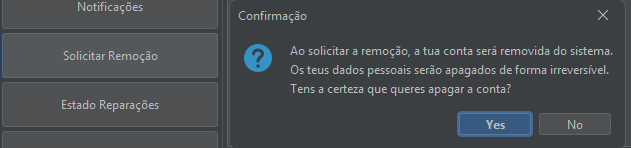 Notificações
Solicitar Remoção
Estado Reparações
Confirmação
Ao solicitar a remoção, a tua conta será removida do sistema.
Os teus dados pessoais serão apagados de forma irreversível.
Tens a certeza que queres apagar a conta?
Yes
No